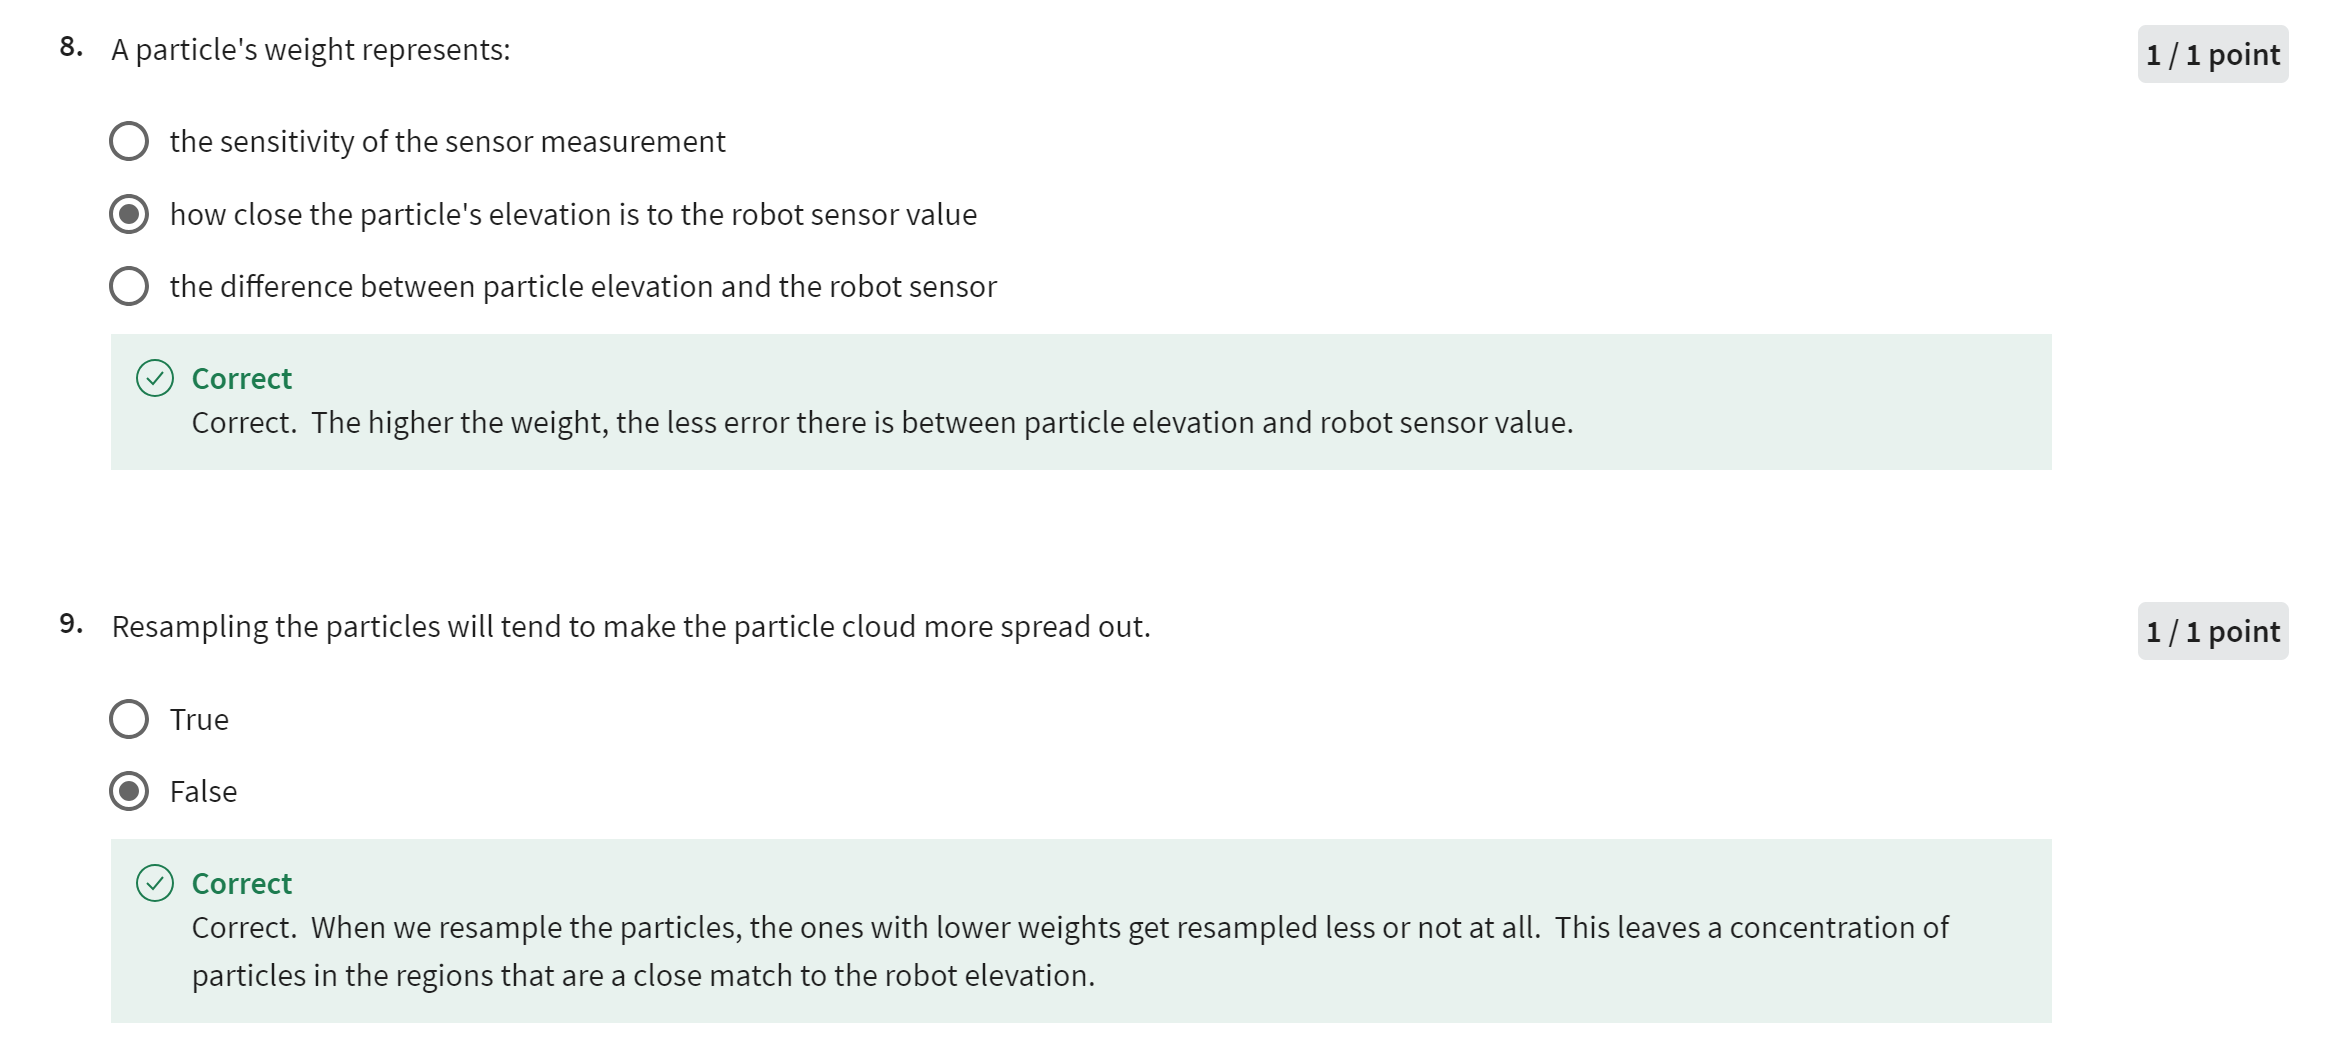 8. A particle's weight represents:
1 / 1 point
the sensitivity of the sensor measurement
how close the particle's elevation is to the robot sensor value
the difference between particle elevation and the robot sensor
Correct
Correct.  The higher the weight, the less error there is between particle elevation and robot sensor value.
9. Resampling the particles will tend to make the particle cloud more spread out.
1 / 1 point
True
False
Correct
Correct.  When we resample the particles, the ones with lower weights get resampled less or not at all.  This leaves a concentration of
particles in the regions that are a close match to the robot elevation.